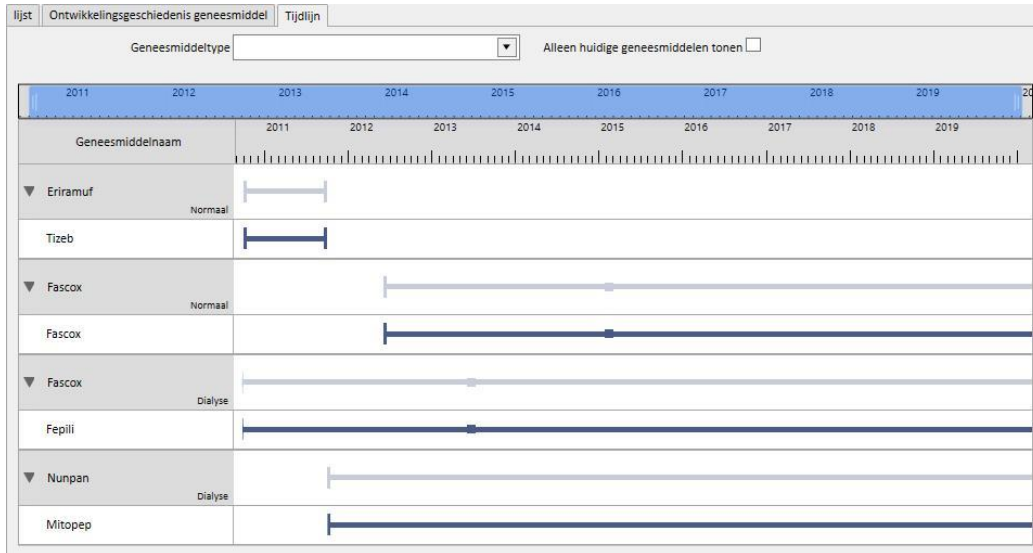 lijst Ontwikkelingsgeschiedenis geneesmiddel Tijdlijn
Geneesmiddeltype Alleen huidige geneesmiddelen tonen
2011 2012 2013 2014 2015 2016 2017 2018 2019 20
Geneesmiddelnaam 2011 2012 2013 2014 2015 2016 2017 2018 2019
Eriramuf
Normaal
Tizeb
Fascox
Normaal
Fascox
Fascox
Dialyse
Fepili
Nunpan
Dialyse
Mitopep